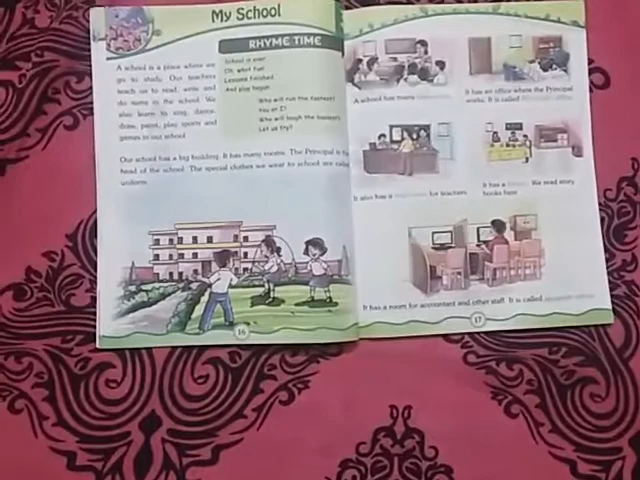 My School
A school is a place where we
go to study. Our teachers
teach us to read, write and
do sums in the school. We
also learn to sing, dance,
draw, paint, play sports and
games in out school.
RHYME TIME
School is over
Oh, what fun!
Lessons finished
And play begun
Who will run the fastest?
You or I?
Who will laugh the loudest?
Let us try?
Our school has a big building. It has many rooms. The Principal is
head of the school. The special clothes we wear to school are
uniform.
16
A school has many
It has an office where the Principal
works. It is called
It also has a for teachers.
It has a We read story
books here.
It has a room for accountant and other staff. It is called
17